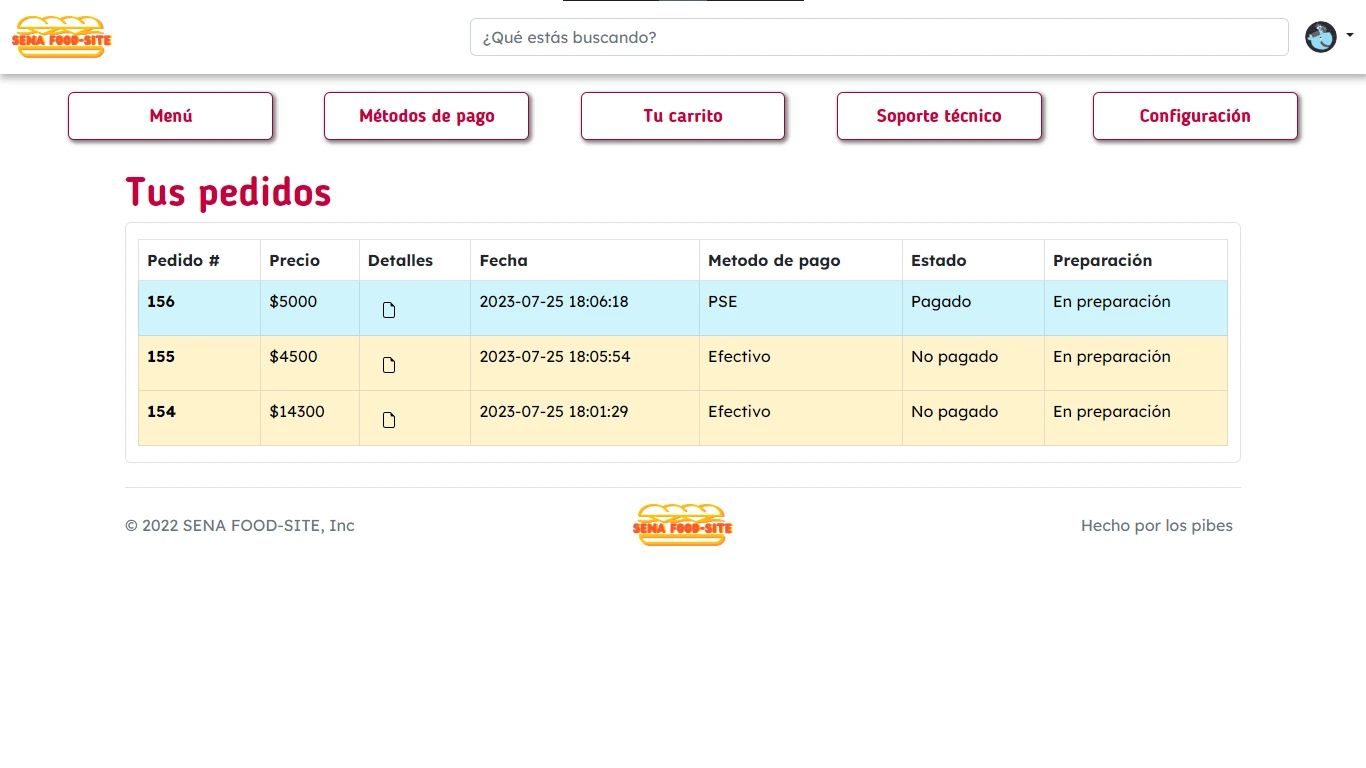 SENA FOOD-SITE
¿Qué estás buscando?
Menú
Métodos de pago
Tu carrito
Soporte técnico
Configuración
Tus pedidos
Pedido # Precio Detalles Fecha Metodo de pago Estado Preparación
156 $5000 2023-07-25 18:06:18 PSE Pagado En preparación
155 $4500 2023-07-25 18:05:54 Efectivo No pagado En preparación
154 $14300 2023-07-25 18:01:29 Efectivo No pagado En preparación
© 2022 SENA FOOD-SITE, Inc
SENA FOOD-SITE
Hecho por los pibes